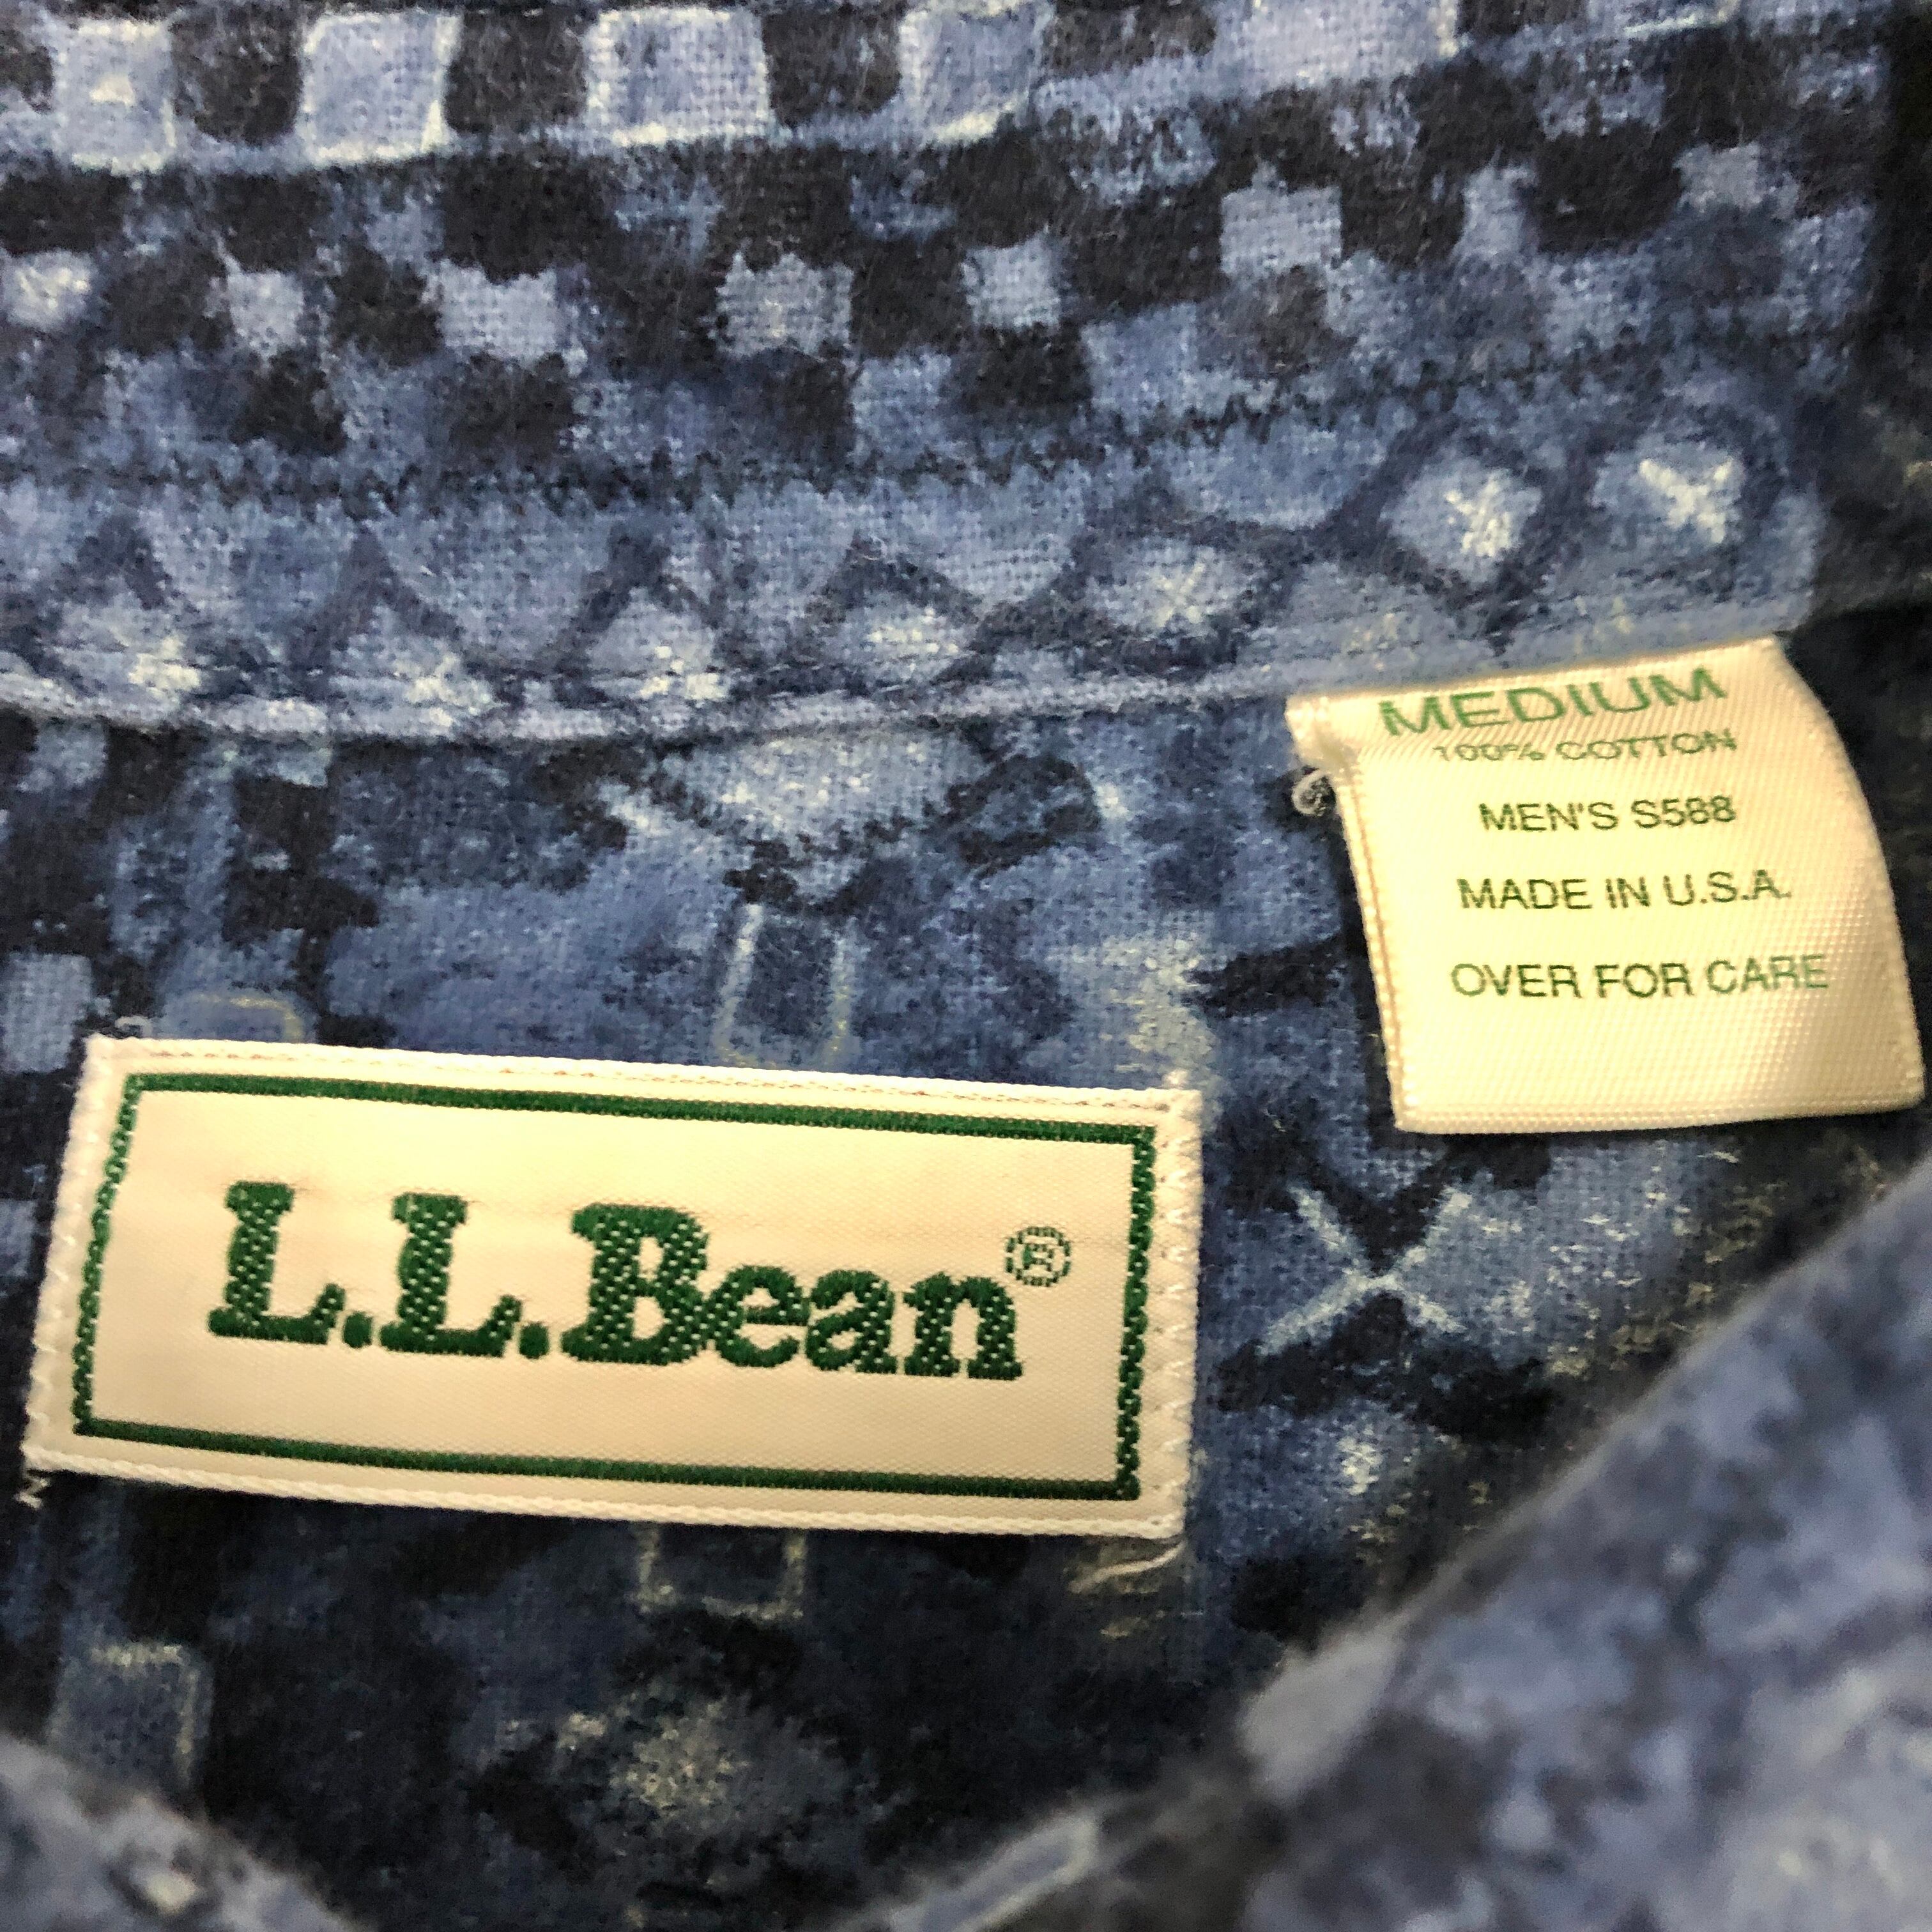 MEDIUM
100% COTTON
MEN'S S588
MADE IN U.S.A.
OVER FOR CARE
L.L.Bean®